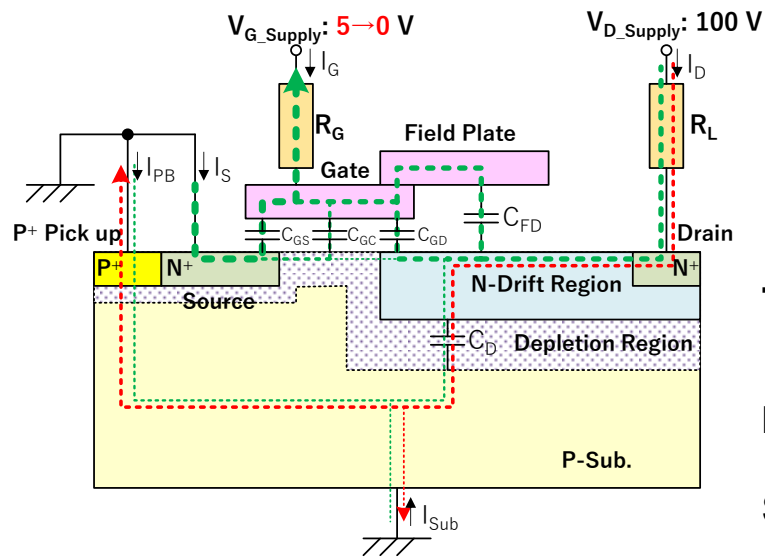 V_G_Supply: 5→0 V
V_D_Supply: 100 V
I_G
I_D
R_G
R_L
Field Plate
I_PB
I_S
Gate
C_FD
P⁺ Pick up
C_GS
C_GC
C_GD
Drain
P⁺
N⁺
N⁺
N-Drift Region
Source
C_D
Depletion Region
P-Sub.
I_Sub